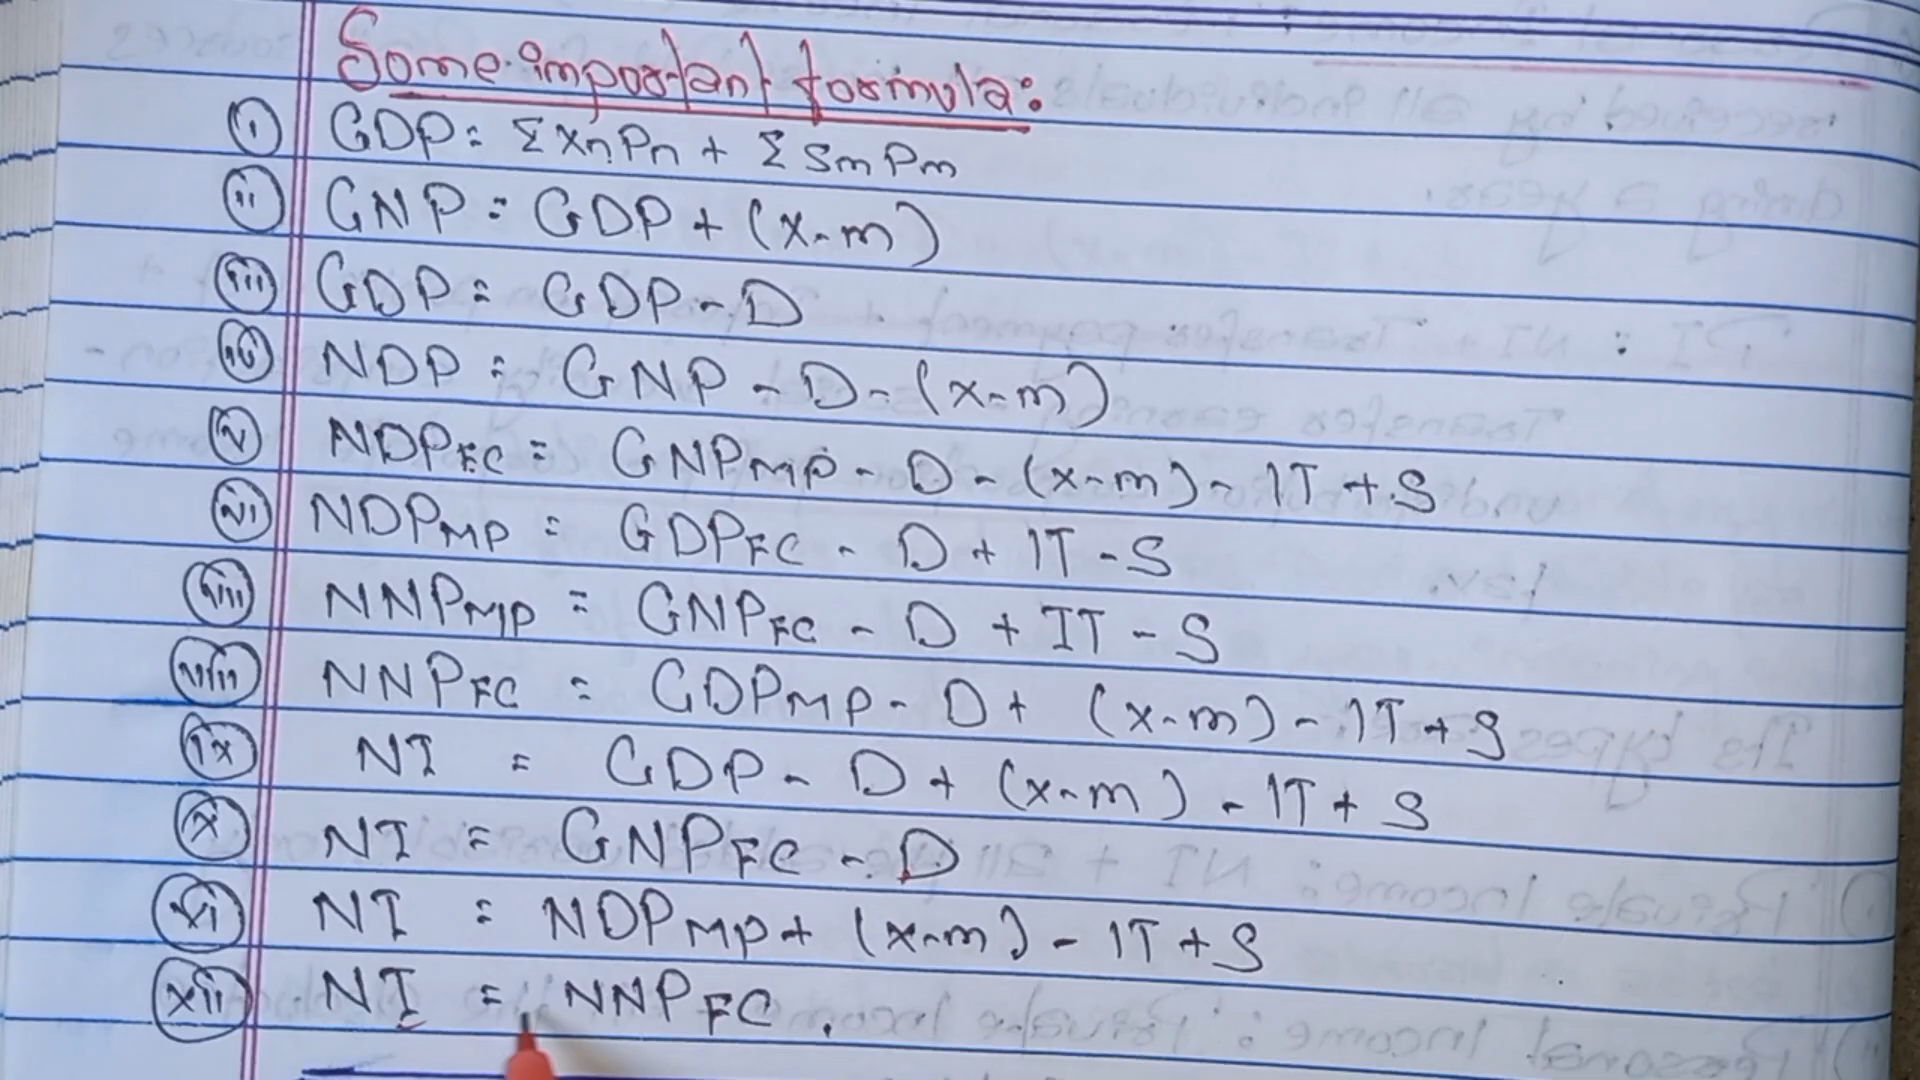 Some important formula:
(i) GDP = ΣXnPn + ΣSmPm
(ii) GNP = GDP + (x-m)
(iii) GDP = GDP - D
(iv) NDP = GNP - D - (x-m)
(v) NDPFC = GNPMP - D - (x-m) - IT + S
(vi) NDPMP = GDPFC - D + IT - S
(vii) NNPMP = GNPFC - D + IT - S
(viii) NNPFC = GDPMP - D + (x-m) - IT + S
(ix) NI = GDP - D + (x-m) - IT + S
(x) NI = GNPFC - D
(xi) NI = NDPMP + (x-m) - IT + S
(xii) NI = NNPFC.